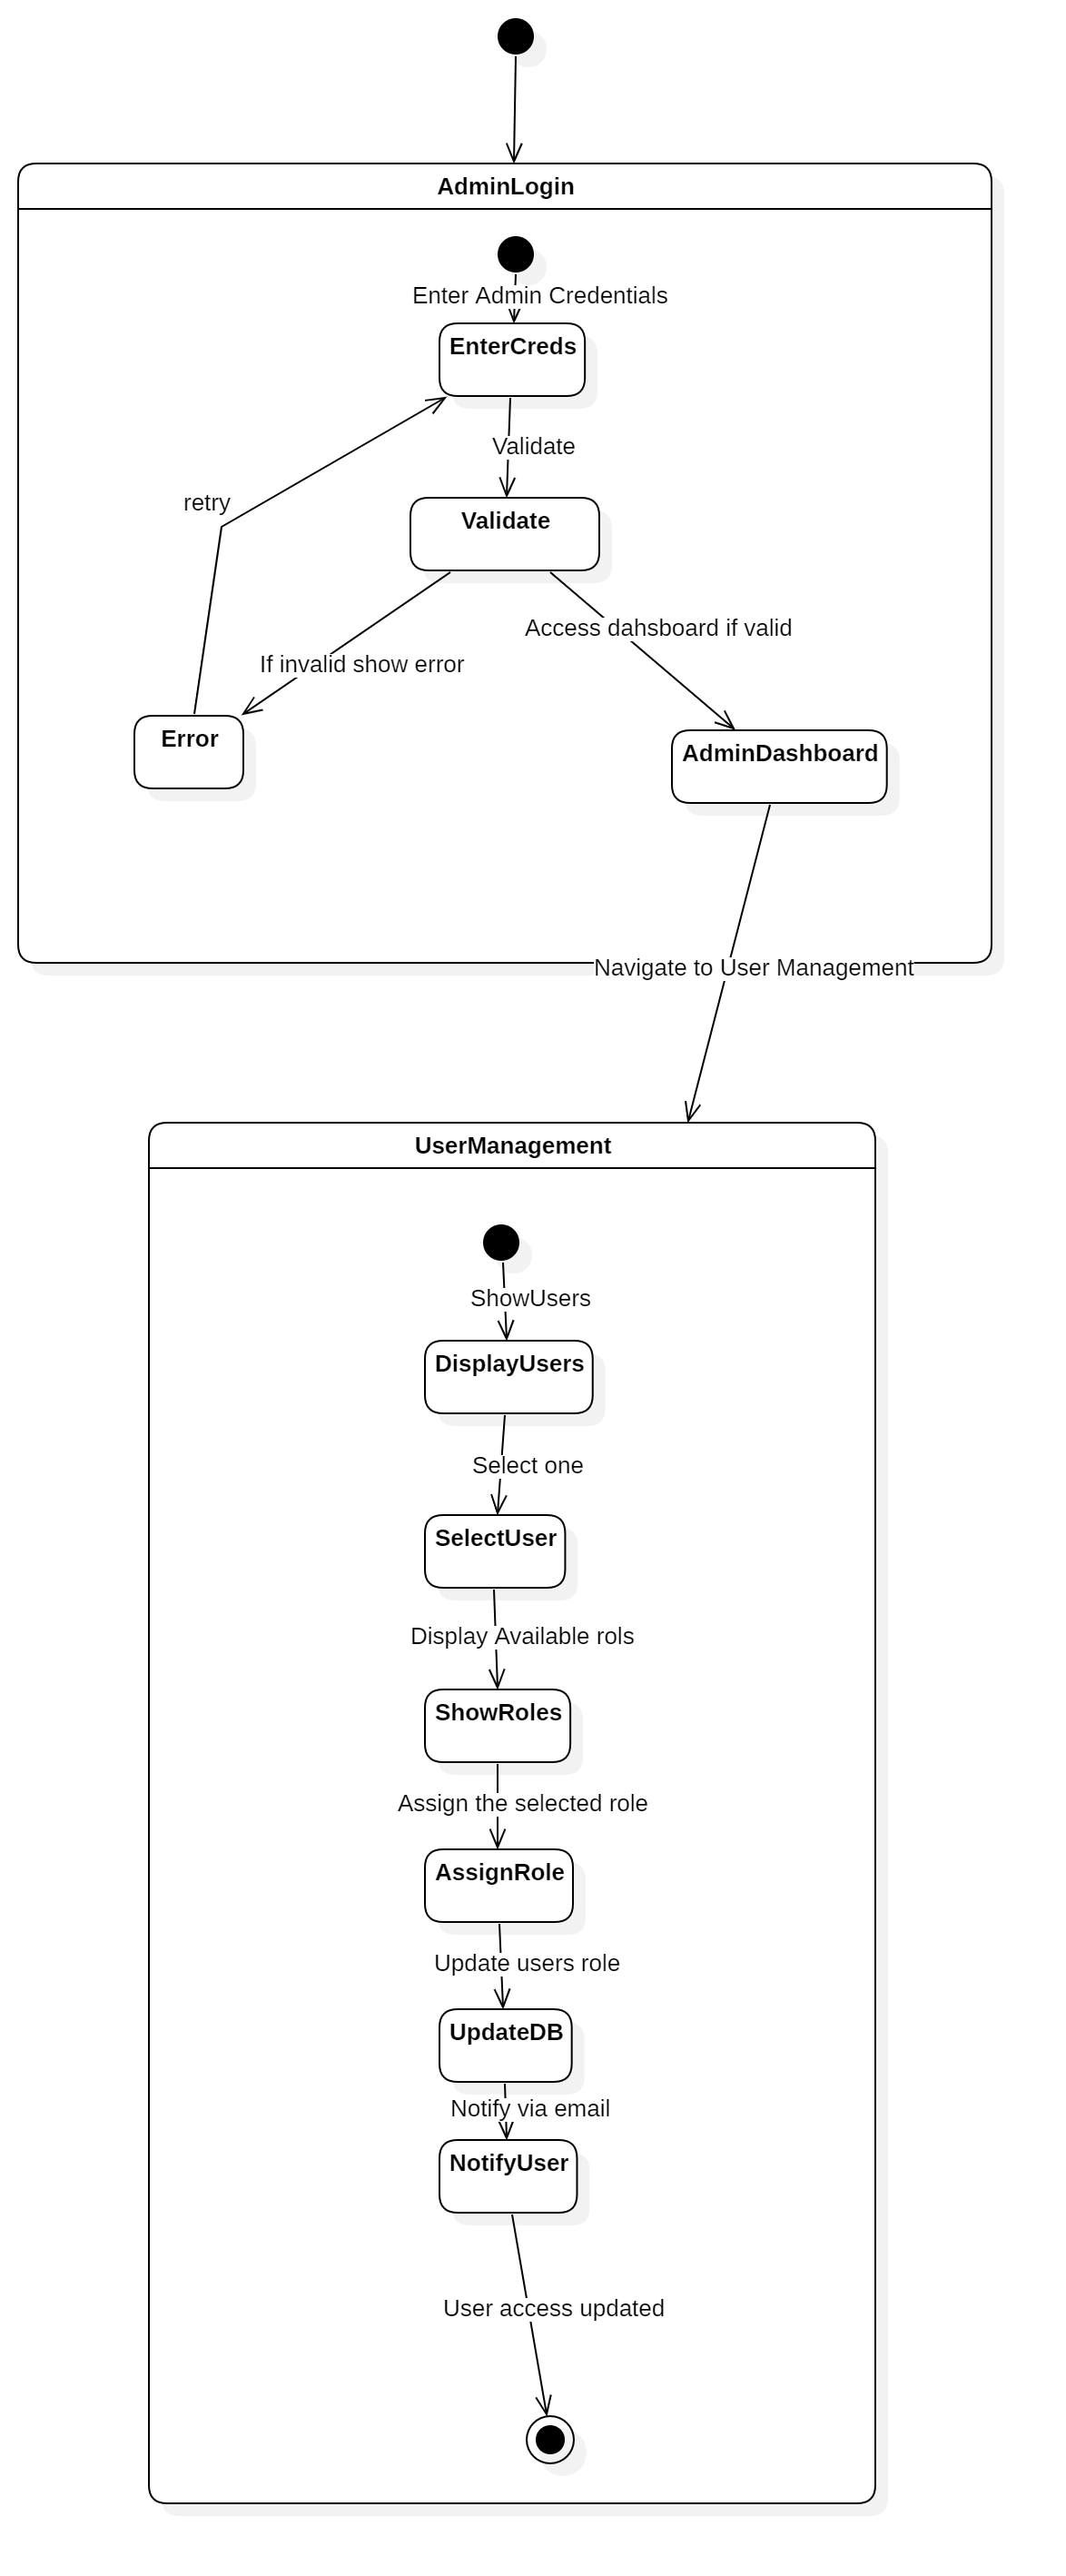 AdminLogin
Enter Admin Credentials
EnterCreds
Validate
retry
Validate
Access dahsboard if valid
If invalid show error
Error
AdminDashboard
Navigate to User Management
UserManagement
ShowUsers
DisplayUsers
Select one
SelectUser
Display Available rols
ShowRoles
Assign the selected role
AssignRole
Update users role
UpdateDB
Notify via email
NotifyUser
User access updated